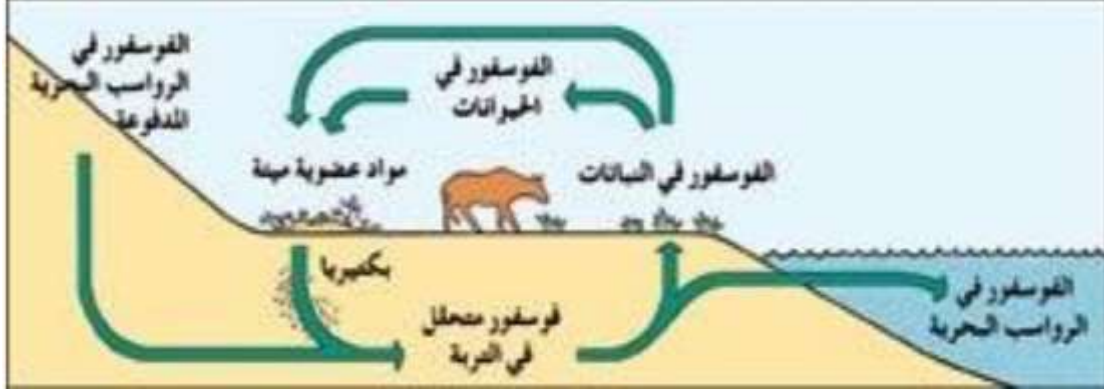 الفوسفور في
الرواسب البحرية
المدفوعة
الفوسفور في
الحيوانات
مواد عضوية ميتة
الفوسفور في النباتات
بكتيريا
فوسفور متحلل
في التربة
الفوسفور في
الرواسب البحرية